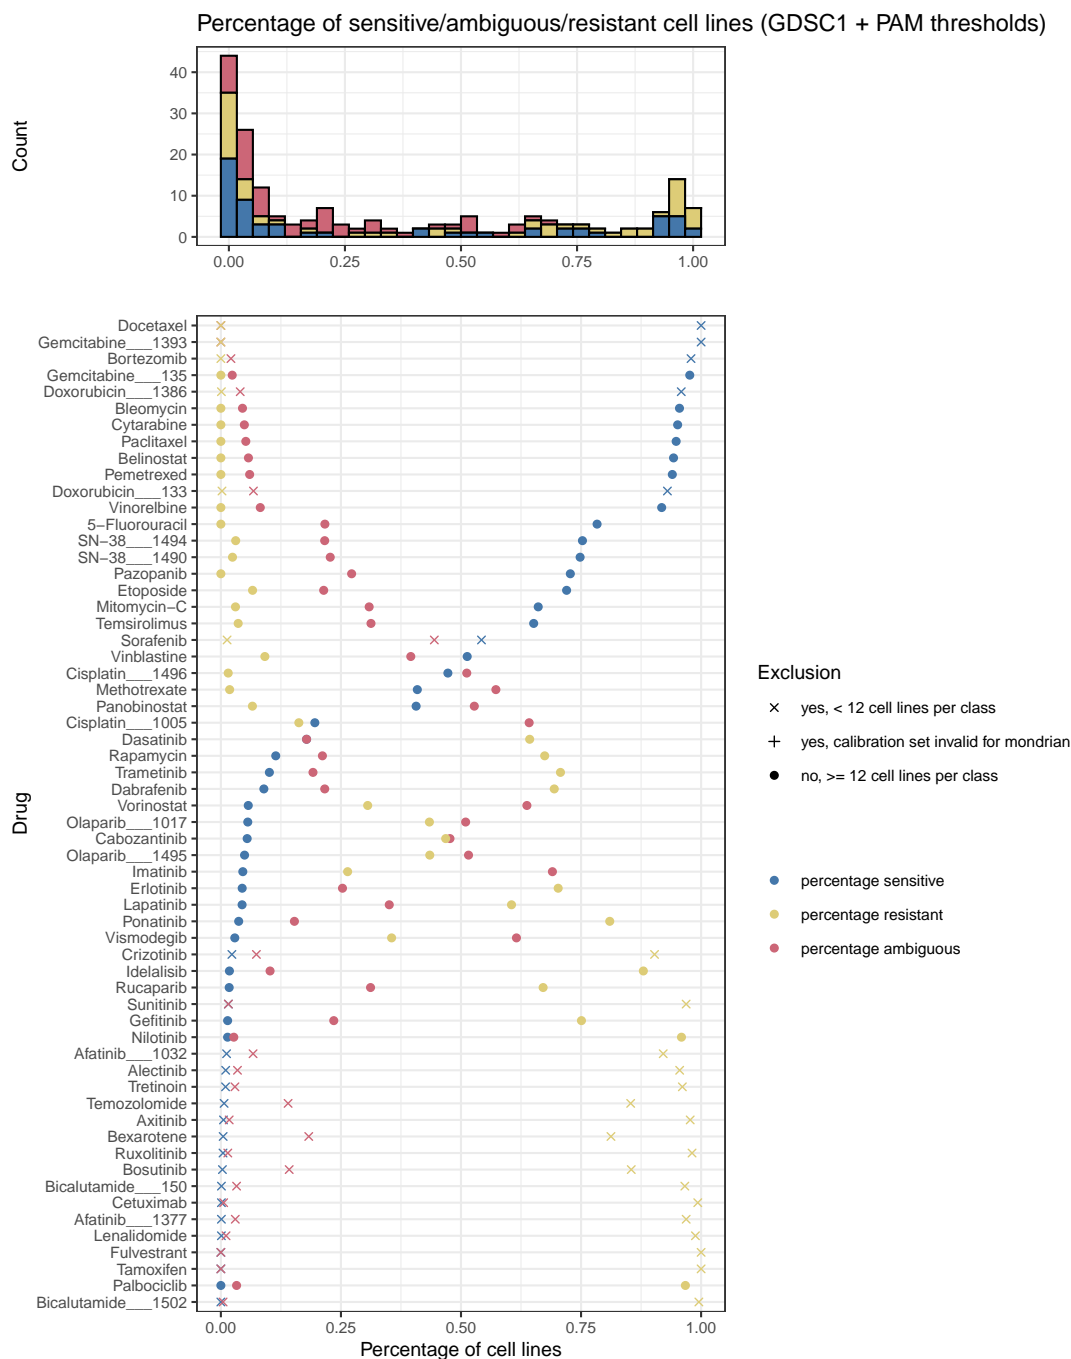 Percentage of sensitive/ambiguous/resistant cell lines (GDSC1 + PAM thresholds)
Count
40
30
20
10
0
0.00 0.25 0.50 0.75 1.00
Drug
Docetaxel
Gemcitabine___1393
Bortezomib
Gemcitabine___135
Doxorubicin___1386
Bleomycin
Cytarabine
Paclitaxel
Belinostat
Pemetrexed
Doxorubicin___133
Vinorelbine
5−Fluorouracil
SN−38___1494
SN−38___1490
Pazopanib
Etoposide
Mitomycin−C
Temsirolimus
Sorafenib
Vinblastine
Cisplatin___1496
Methotrexate
Panobinostat
Cisplatin___1005
Dasatinib
Rapamycin
Trametinib
Dabrafenib
Vorinostat
Olaparib___1017
Cabozantinib
Olaparib___1495
Imatinib
Erlotinib
Lapatinib
Ponatinib
Vismodegib
Crizotinib
Idelalisib
Rucaparib
Sunitinib
Gefitinib
Nilotinib
Afatinib___1032
Alectinib
Tretinoin
Temozolomide
Axitinib
Bexarotene
Ruxolitinib
Bosutinib
Bicalutamide___150
Cetuximab
Afatinib___1377
Lenalidomide
Fulvestrant
Tamoxifen
Palbociclib
Bicalutamide___1502
0.00 0.25 0.50 0.75 1.00
Percentage of cell lines
Exclusion
yes, < 12 cell lines per class
yes, calibration set invalid for mondrian
no, >= 12 cell lines per class
percentage sensitive
percentage resistant
percentage ambiguous